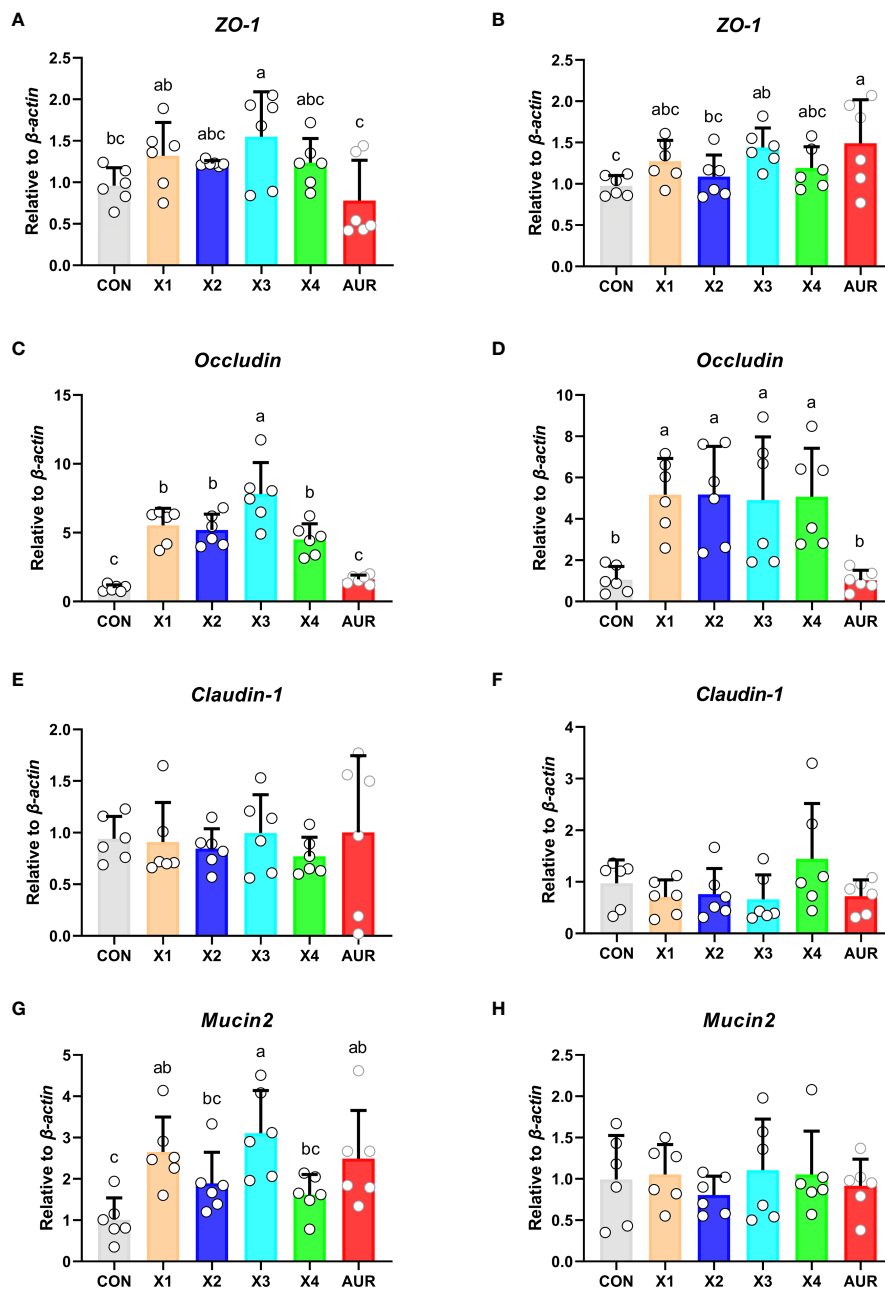 A
ZO-1
Relative to β-actin
2.5
2.0
1.5
1.0
0.5
0.0
bc
ab
abc
a
abc
c
CON X1 X2 X3 X4 AUR
B
ZO-1
Relative to β-actin
2.5
2.0
1.5
1.0
0.5
0.0
c
abc
bc
ab
abc
a
CON X1 X2 X3 X4 AUR
C
Occludin
Relative to β-actin
15
10
5
0
c
b
b
a
b
c
CON X1 X2 X3 X4 AUR
D
Occludin
Relative to β-actin
10
8
6
4
2
0
b
a
a
a
a
b
CON X1 X2 X3 X4 AUR
E
Claudin-1
Relative to β-actin
2.0
1.5
1.0
0.5
0.0
CON X1 X2 X3 X4 AUR
F
Claudin-1
Relative to β-actin
4
3
2
1
0
CON X1 X2 X3 X4 AUR
G
Mucin2
Relative to β-actin
5
4
3
2
1
0
c
ab
bc
a
bc
ab
CON X1 X2 X3 X4 AUR
H
Mucin2
Relative to β-actin
2.5
2.0
1.5
1.0
0.5
0.0
CON X1 X2 X3 X4 AUR